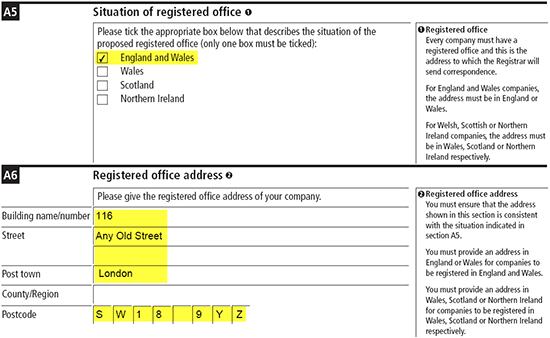 A5
Situation of registered office ❶
Please tick the appropriate box below that describes the situation of the
proposed registered office (only one box must be ticked):
✓ England and Wales
Wales
Scotland
Northern Ireland
❶ Registered office
Every company must have a
registered office and this is the
address to which the Registrar will
send correspondence.
For England and Wales companies,
the address must be in England or
Wales.
For Welsh, Scottish or Northern
Ireland companies, the address must
be in Wales, Scotland or Northern
Ireland respectively.
A6
Registered office address ❷
Please give the registered office address of your company.
Building name/number 116
Street Any Old Street
Post town London
County/Region
Postcode S W 1 8 9 Y Z
❷ Registered office address
You must ensure that the address
shown in this section is consistent
with the situation indicated in
section A5.
You must provide an address in
England or Wales for companies to
be registered in England and Wales.
You must provide an address in
Wales, Scotland or Northern Ireland
for companies to be registered in
Wales, Scotland or Northern Ireland
respectively.